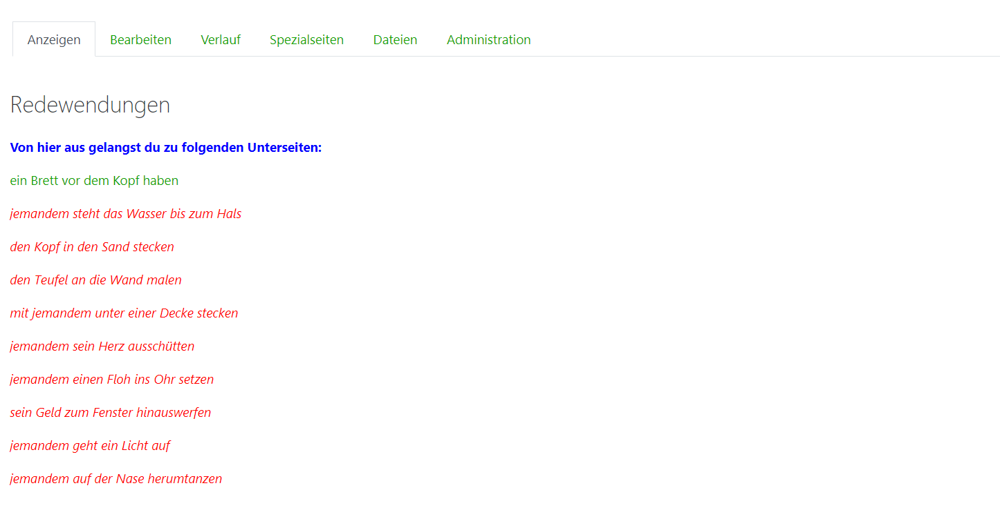 Anzeigen Bearbeiten Verlauf Spezialseiten Dateien Administration
Redewendungen
Von hier aus gelangst du zu folgenden Unterseiten:
ein Brett vor dem Kopf haben
jemandem steht das Wasser bis zum Hals
den Kopf in den Sand stecken
den Teufel an die Wand malen
mit jemandem unter einer Decke stecken
jemandem sein Herz ausschütten
jemandem einen Floh ins Ohr setzen
sein Geld zum Fenster hinauswerfen
jemandem geht ein Licht auf
jemandem auf der Nase herumtanzen